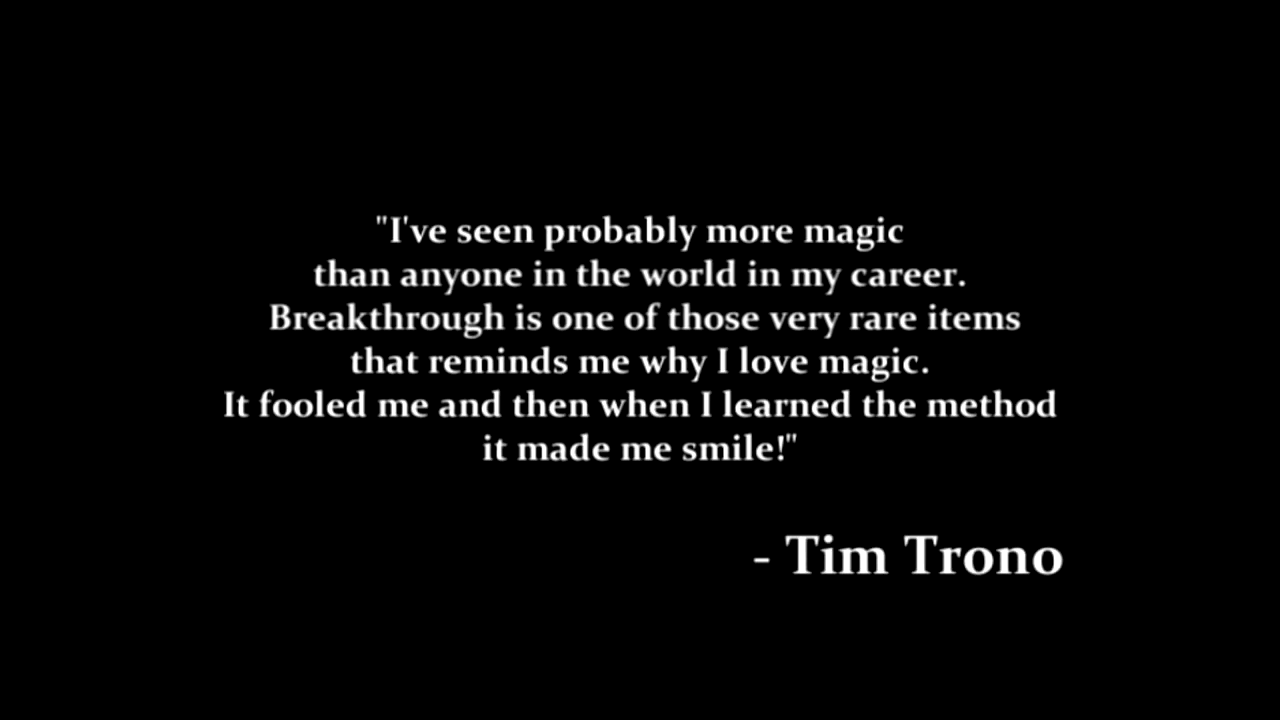 "I've seen probably more magic
than anyone in the world in my career.
Breakthrough is one of those very rare items
that reminds me why I love magic.
It fooled me and then when I learned the method
it made me smile!"
- Tim Trono